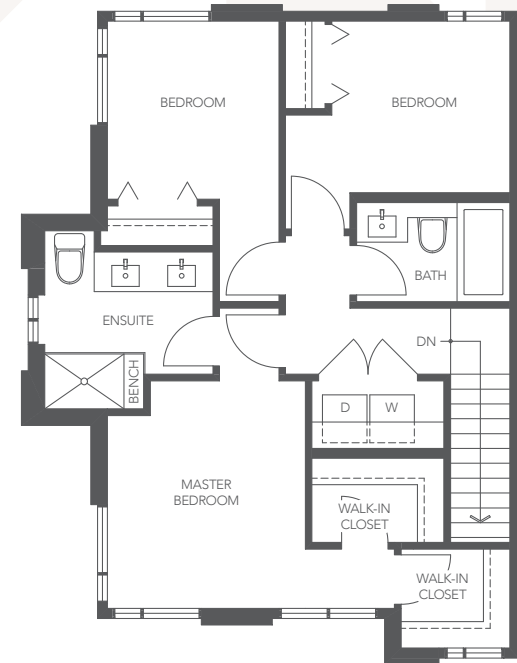 BEDROOM
BEDROOM
BATH
ENSUITE
DN
BENCH
D
W
MASTER
BEDROOM
WALK-IN
CLOSET
WALK-IN
CLOSET